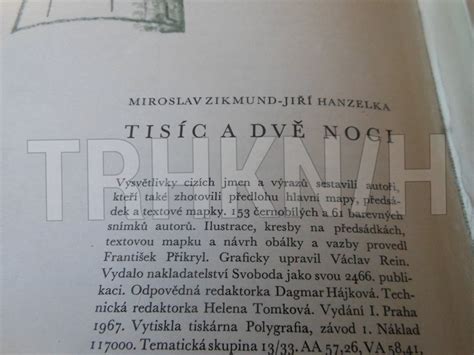 MIROSLAV ZIKMUND-JIŘÍ HANZELKA
TISÍC A DVĚ NOCI
Vysvětlivky cizích jmen a výrazů sestavili autoři,
kteří také zhotovili předlohu hlavní mapy, předsá-
dek a textové mapky. 153 černobílých a 61 barevných
snímků autorů. Ilustrace, kresby na předsádkách,
textovou mapku a návrh obálky a vazby provedl
František Přikryl. Graficky upravil Václav Rein.
Vydalo nakladatelství Svoboda jako svou 2466. publi-
kaci. Odpovědná redaktorka Dagmar Hájková. Tech-
nická redaktorka Helena Tomková. Vydání I. Praha
1967. Vytiskla tiskárna Polygrafia, závod 1. Náklad
117000. Tematická skupina 13/33. AA 57,26, VA 58,41,
TRHKN/H